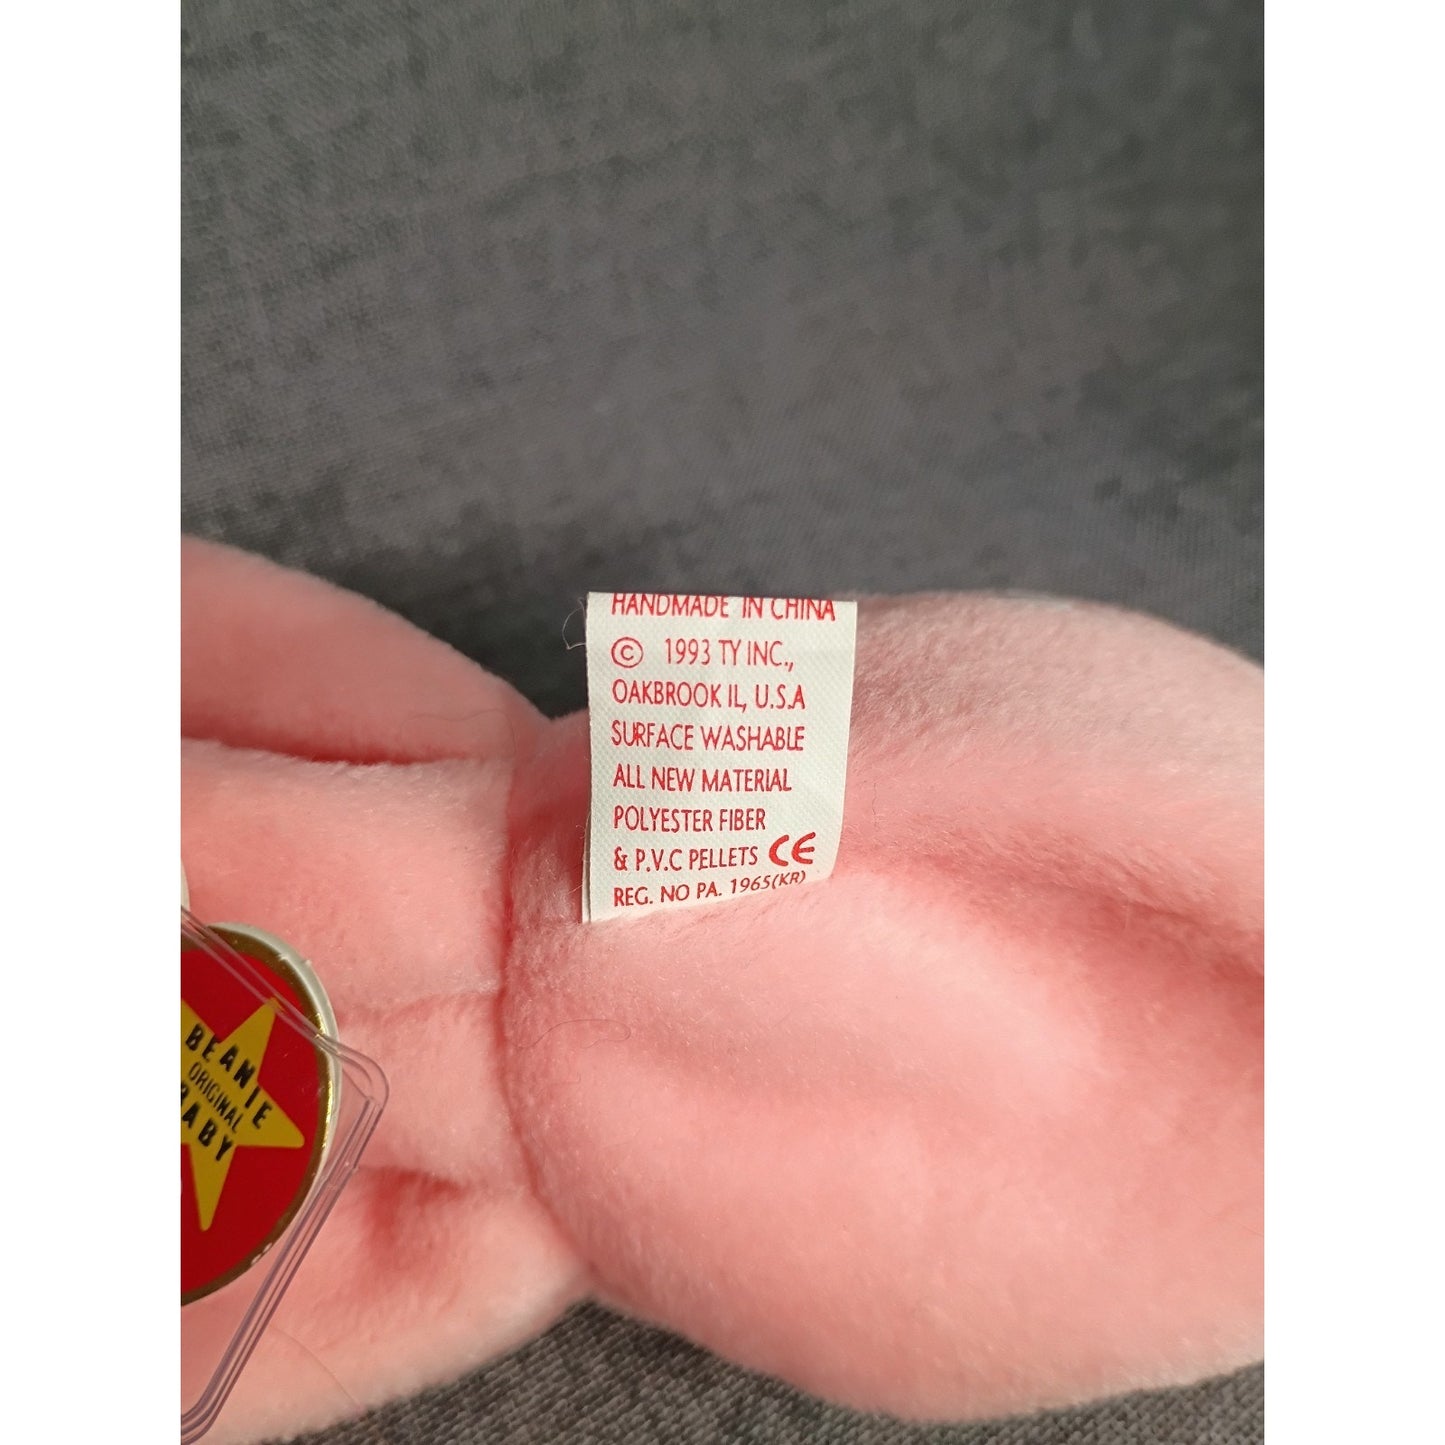 HANDMADE IN CHINA
© 1993 TY INC.,
OAKBROOK IL, U.S.A
SURFACE WASHABLE
ALL NEW MATERIAL
POLYESTER FIBER
& P.V.C PELLETS CE
REG. NO PA. 1965(KR)
BEANIE
ORIGINAL
BABY